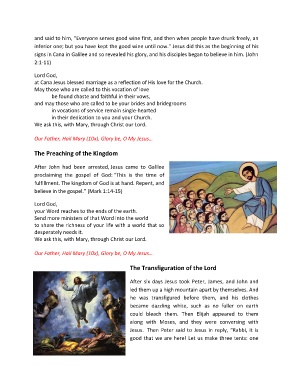 and said to him, "Everyone serves good wine first, and then when people have drunk freely, an
inferior one; but you have kept the good wine until now." Jesus did this as the beginning of his
signs in Cana in Galilee and so revealed his glory, and his disciples began to believe in him. (John
2:1-11)
Lord God,
at Cana Jesus blessed marriage as a reflection of His love for the Church.
May those who are called to this vocation of love
be found chaste and faithful in their vows,
and may those who are called to be your brides and bridegrooms
in vocations of service remain single-hearted
in their dedication to you and your Church.
We ask this, with Mary, through Christ our Lord.
Our Father, Hail Mary (10x), Glory be, O My Jesus...
The Preaching of the Kingdom
After John had been arrested, Jesus came to Galilee
proclaiming the gospel of God: "This is the time of
fulfillment. The kingdom of God is at hand. Repent, and
believe in the gospel." (Mark 1:14-15)
Lord God,
your Word reaches to the ends of the earth.
Send more ministers of that Word into the world
to share the richness of your life with a world that so
desperately needs it.
We ask this, with Mary, through Christ our Lord.
Our Father, Hail Mary (10x), Glory be, O My Jesus...
The Transfiguration of the Lord
After six days Jesus took Peter, James, and John and
led them up a high mountain apart by themselves. And
he was transfigured before them, and his clothes
became dazzling white, such as no fuller on earth
could bleach them. Then Elijah appeared to them
along with Moses, and they were conversing with
Jesus. Then Peter said to Jesus in reply, "Rabbi, it is
good that we are here! Let us make three tents: one